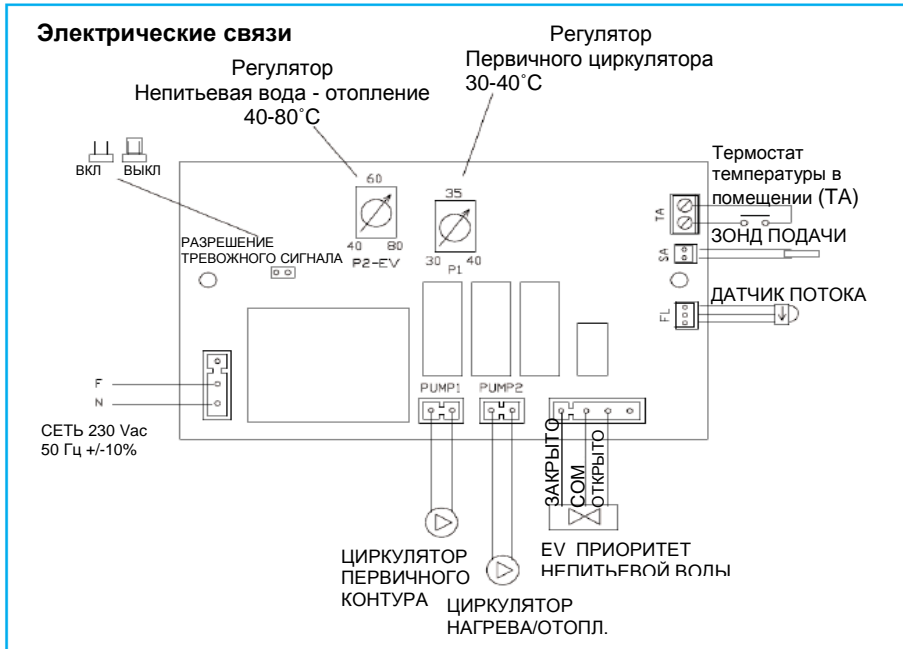 Электрические связи
Регулятор
Непитьевая вода - отопление
40-80˚С
Регулятор
Первичного циркулятора
30-40˚С
ВКЛ ВЫКЛ
РАЗРЕШЕНИЕ
ТРЕВОЖНОГО СИГНАЛА
60
40 80
P2-EV
35
30 40
P1
Термостат
температуры в
помещении (ТА)
TA
ЗОНД ПОДАЧИ
SA
ДАТЧИК ПОТОКА
FL
F
N
СЕТЬ 230 Vac
50 Гц +/-10%
PUMP1 PUMP2
ЗАКРЫТО
COM
ОТКРЫТО
ЦИРКУЛЯТОР
ПЕРВИЧНОГО
КОНТУРА
ЦИРКУЛЯТОР
НАГРЕВА/ОТОПЛ.
EV ПРИОРИТЕТ
НЕПИТЬЕВОЙ ВОДЫ